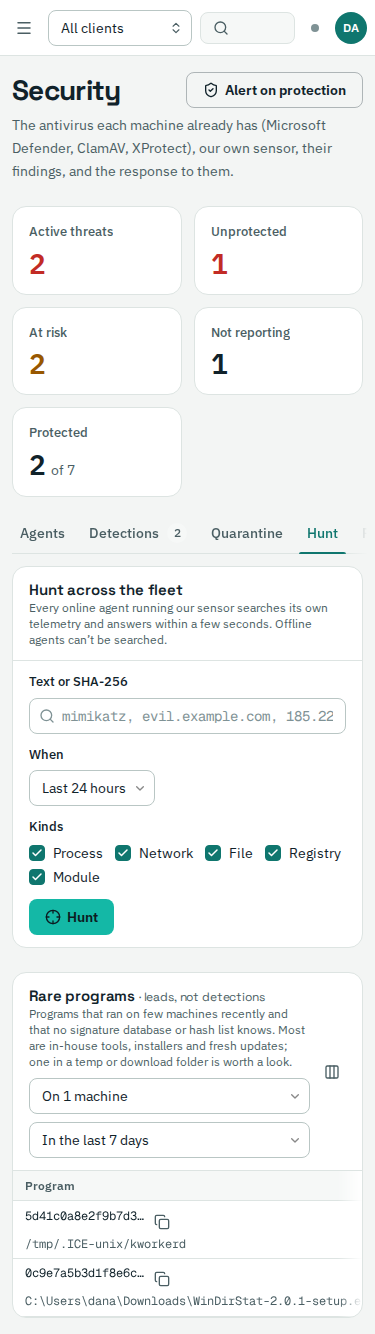 All clients
DA
Security
Alert on protection
The antivirus each machine already has (Microsoft
Defender, ClamAV, XProtect), our own sensor, their
findings, and the response to them.
Active threats
2
Unprotected
1
At risk
2
Not reporting
1
Protected
2 of 7
Agents
Detections 2
Quarantine
Hunt
Hunt across the fleet
Every online agent running our sensor searches its own
telemetry and answers within a few seconds. Offline
agents can't be searched.
Text or SHA-256
mimikatz, evil.example.com, 185.22
When
Last 24 hours
Kinds
Process
Network
File
Registry
Module
Hunt
Rare programs · leads, not detections
Programs that ran on few machines recently and
that no signature database or hash list knows. Most
are in-house tools, installers and fresh updates;
one in a temp or download folder is worth a look.
On 1 machine
In the last 7 days
Program
5d41c0a8e2f9b7d3…
/tmp/.ICE-unix/kworkerd
0c9e7a5b3d1f8e6c…
C:\Users\dana\Downloads\WinDirStat-2.0.1-setup.e